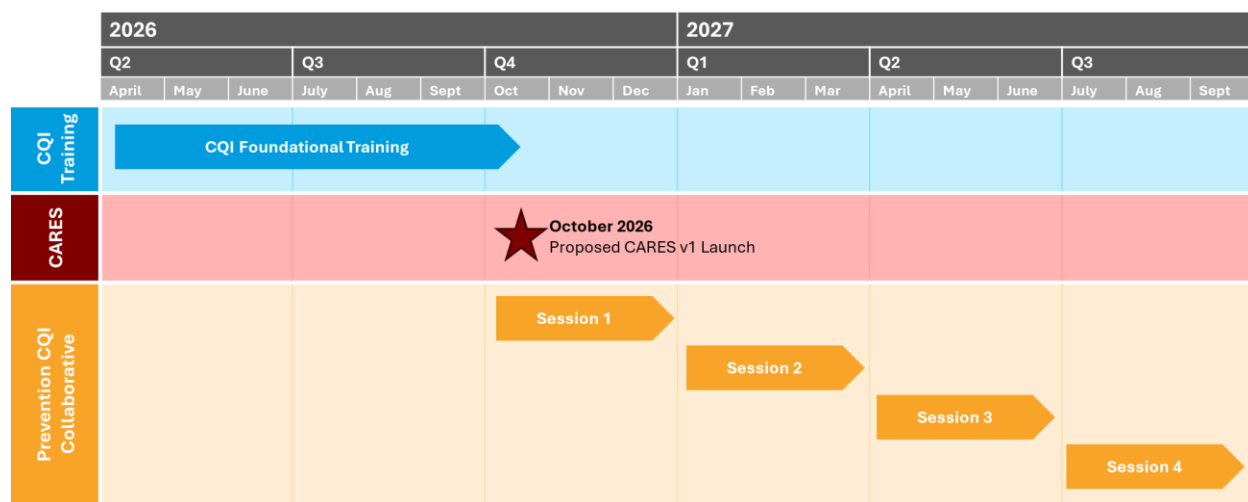 2026 2027
Q2 Q3 Q4 Q1 Q2 Q3
April May June July Aug Sept Oct Nov Dec Jan Feb Mar April May June July Aug Sept
CQI
Training
CQI Foundational Training
CARES
October 2026
Proposed CARES v1 Launch
Prevention CQI
Collaborative
Session 1
Session 2
Session 3
Session 4